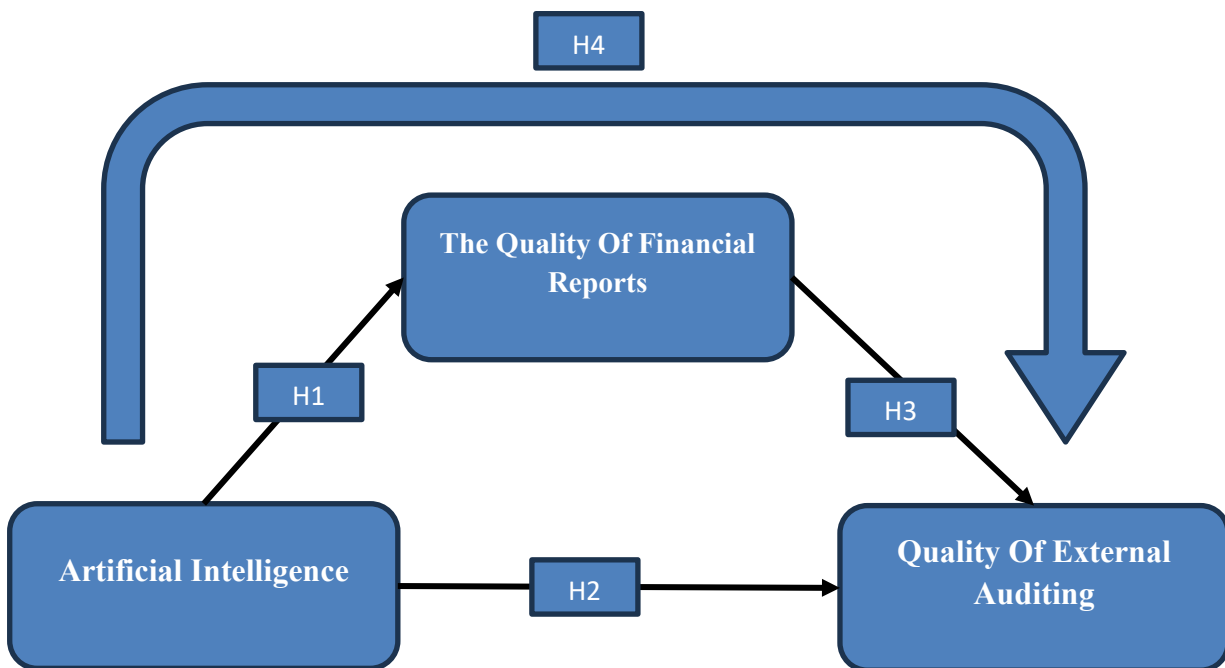 H4
The Quality Of Financial
Reports
H1
H3
Artificial Intelligence
H2
Quality Of External
Auditing